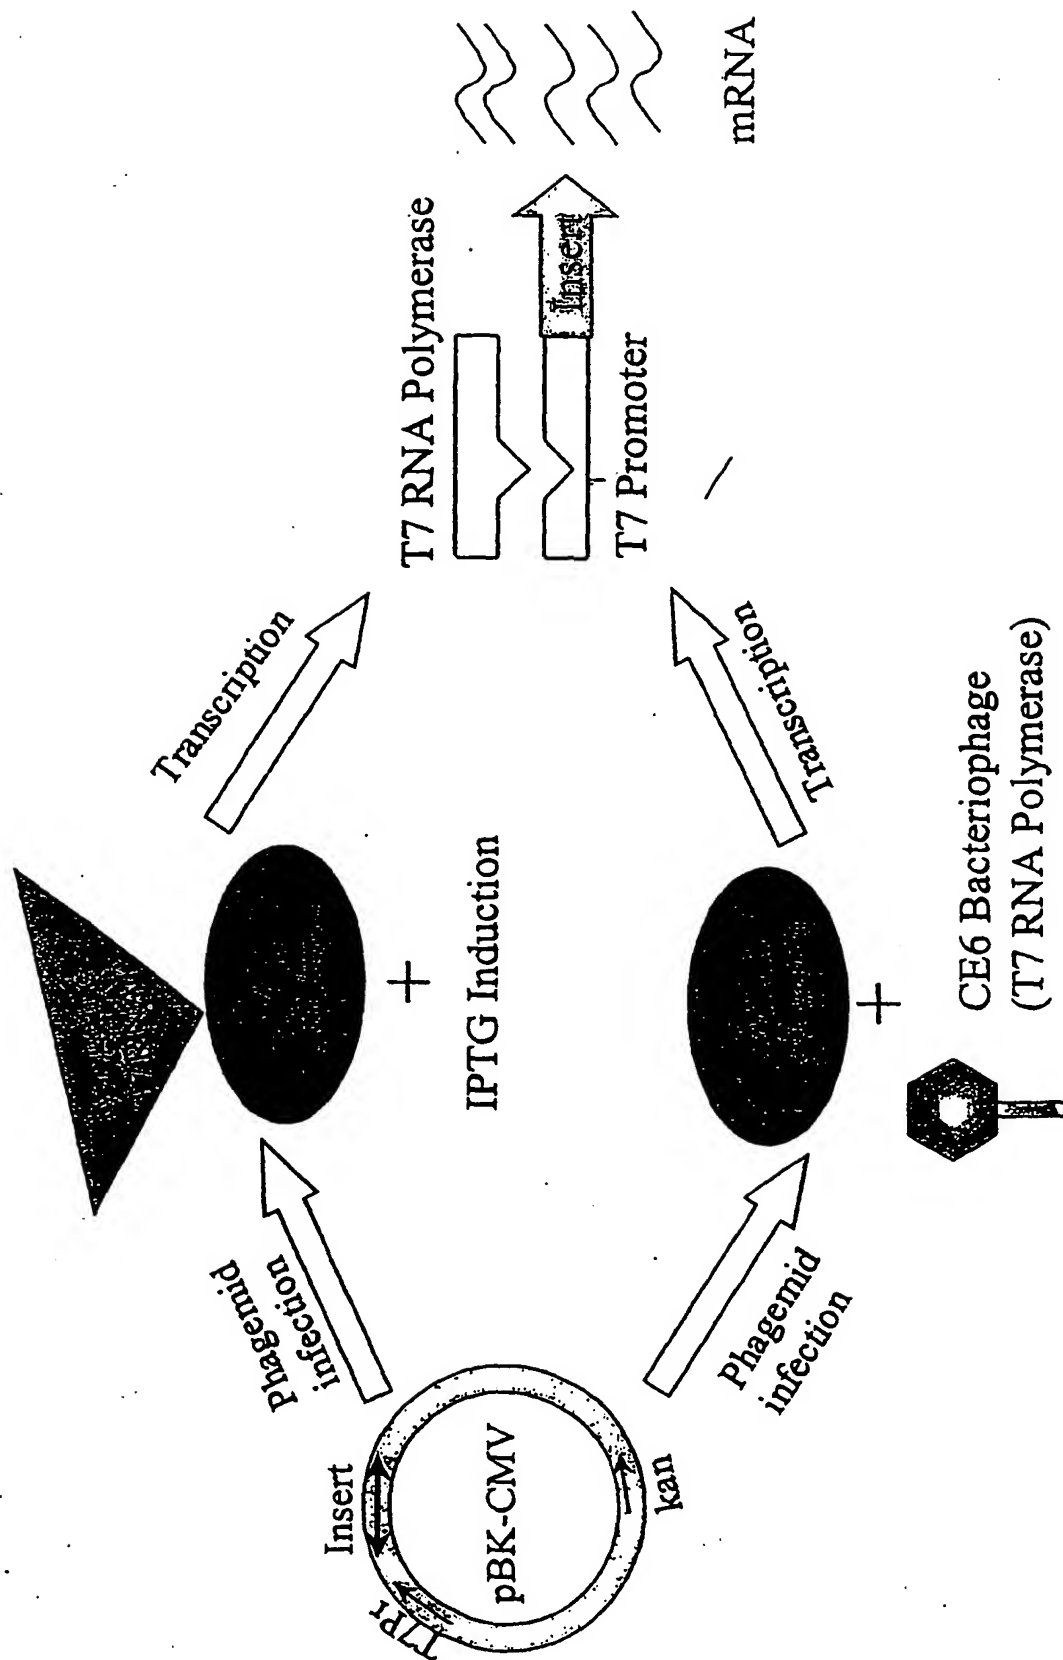 Insert
T7Pr
pBK-CMV
kan
Phagemid
infection
Phagemid
infection
IPTG Induction
CE6 Bacteriophage
(T7 RNA Polymerase)
Transcription
Transcription
T7 RNA Polymerase
Insert
T7 Promoter
mRNA